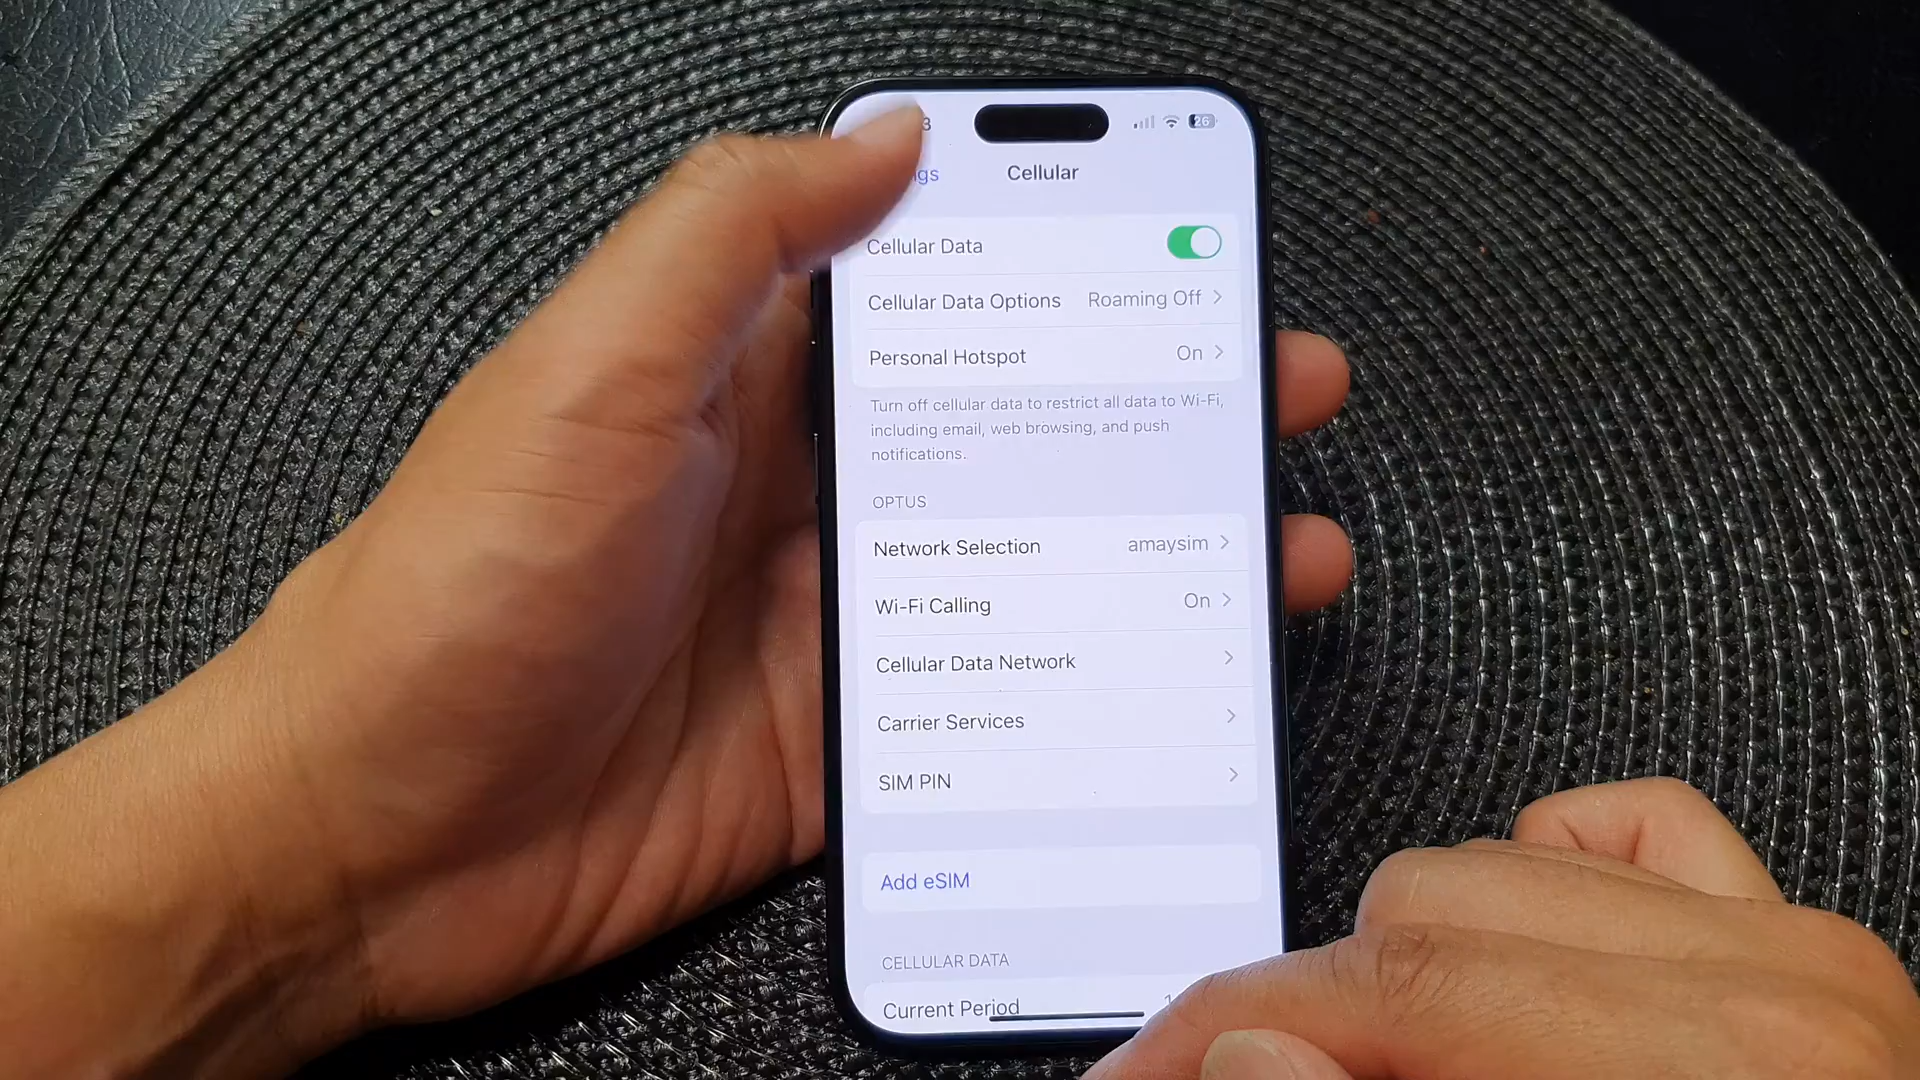 26
Cellular
Cellular Data
Cellular Data Options Roaming Off
Personal Hotspot On
Turn off cellular data to restrict all data to Wi-Fi,
including email, web browsing, and push
notifications.
OPTUS
Network Selection amaysim
Wi-Fi Calling On
Cellular Data Network
Carrier Services
SIM PIN
Add eSIM
CELLULAR DATA
Current Period